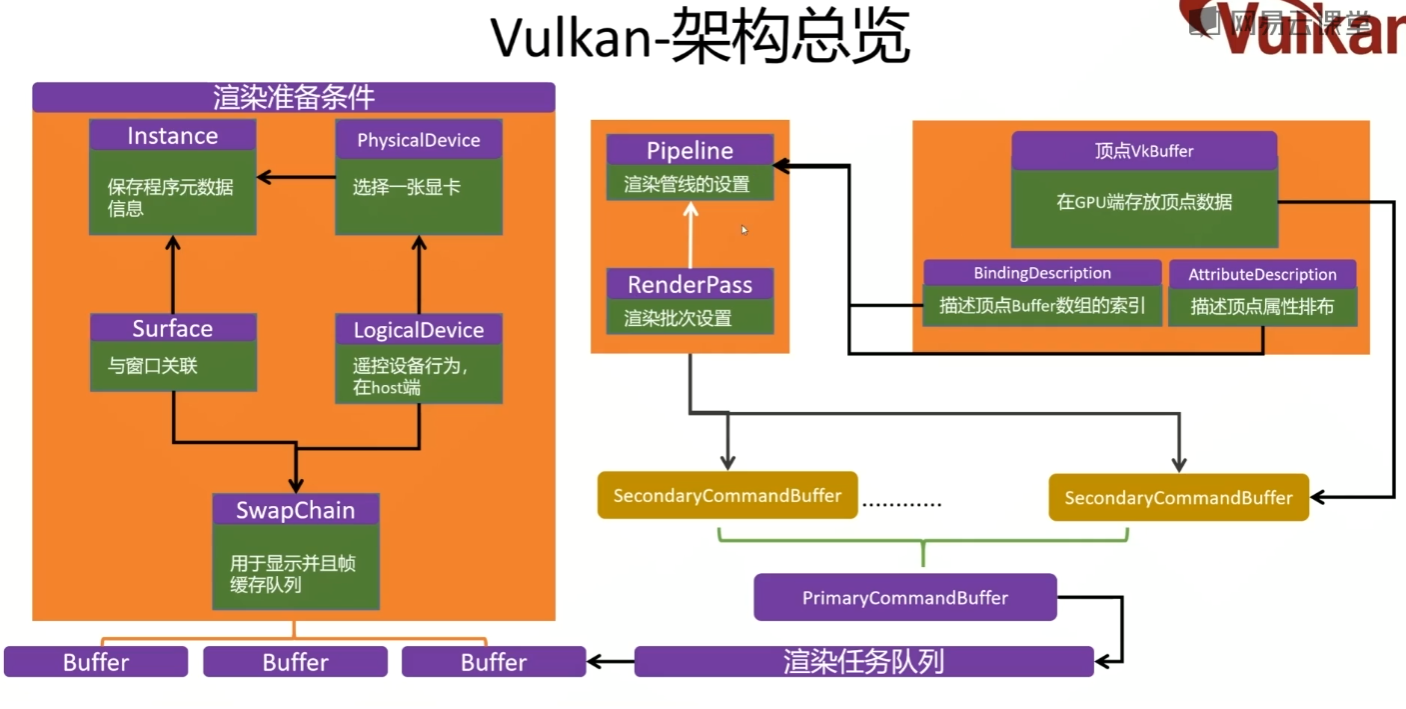 Vulkan-架构总览
网易云课堂
Vulkan
渲染准备条件
Instance
保存程序元数据
信息
PhysicalDevice
选择一张显卡
Surface
与窗口关联
LogicalDevice
遥控设备行为，
在host端
SwapChain
用于显示并且帧
缓存队列
Buffer
Buffer
Buffer
Pipeline
渲染管线的设置
RenderPass
渲染批次设置
顶点VkBuffer
在GPU端存放顶点数据
BindingDescription
描述顶点Buffer数组的索引
AttributeDescription
描述顶点属性排布
SecondaryCommandBuffer
............
SecondaryCommandBuffer
PrimaryCommandBuffer
渲染任务队列